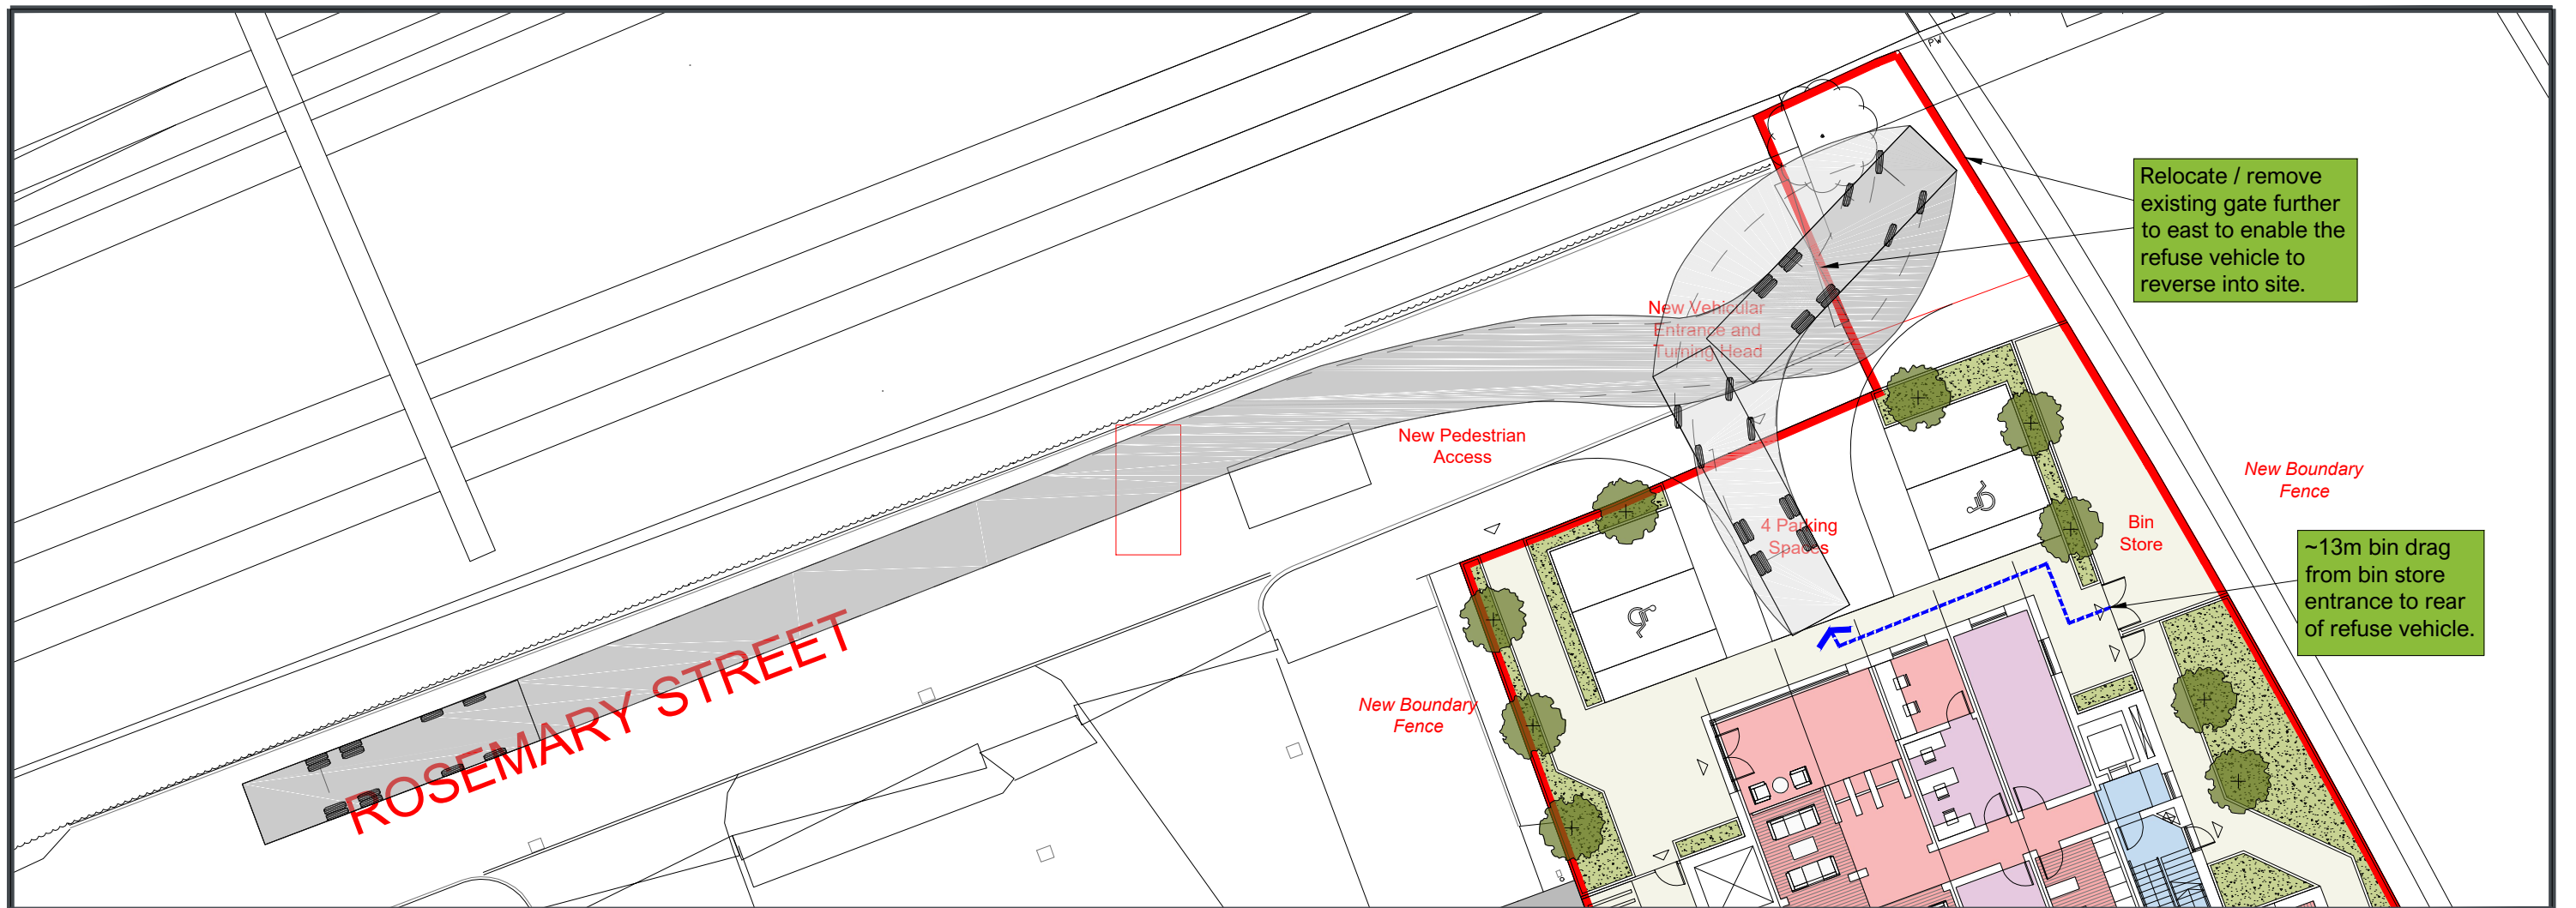 PW
Relocate / remove
existing gate further
to east to enable the
refuse vehicle to
reverse into site.
New Vehicular
Entrance and
Turning Head
New Pedestrian
Access
New Boundary
Fence
4 Parking
Spaces
Bin
Store
~13m bin drag
from bin store
entrance to rear
of refuse vehicle.
ROSEMARY STREET
New Boundary
Fence